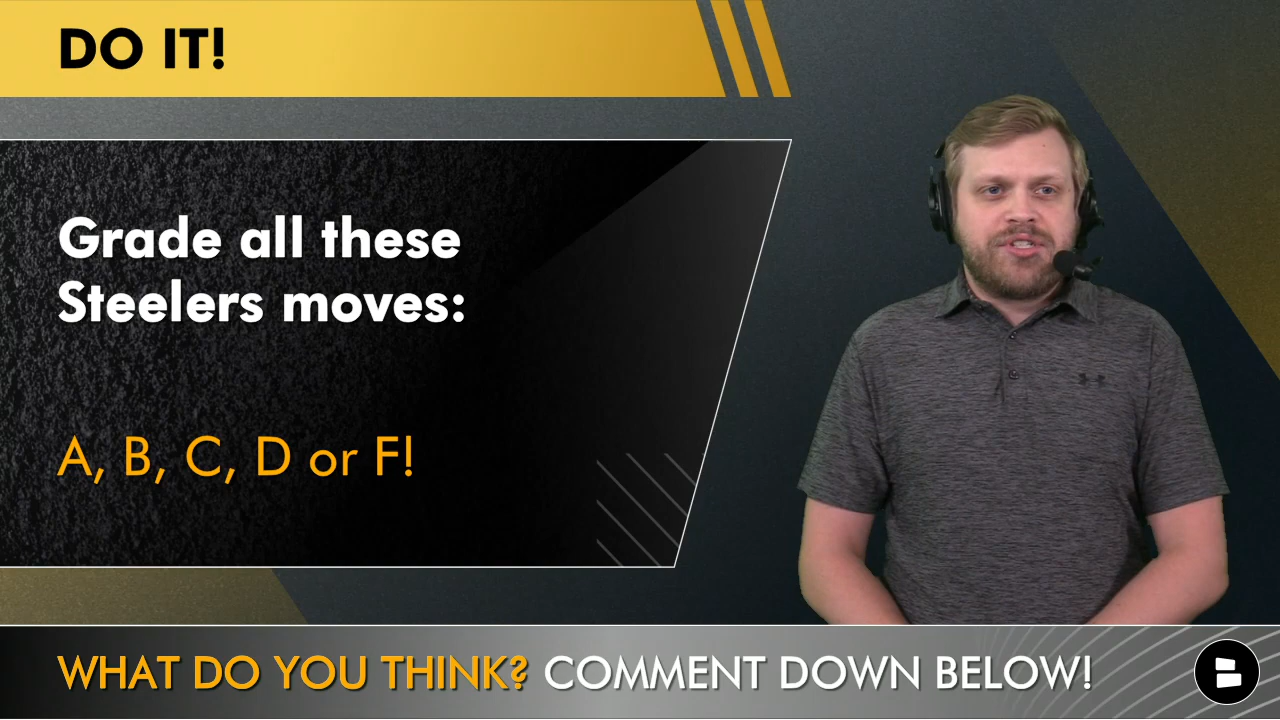 DO IT!
Grade all these
Steelers moves:
A, B, C, D or F!
WHAT DO YOU THINK? COMMENT DOWN BELOW!